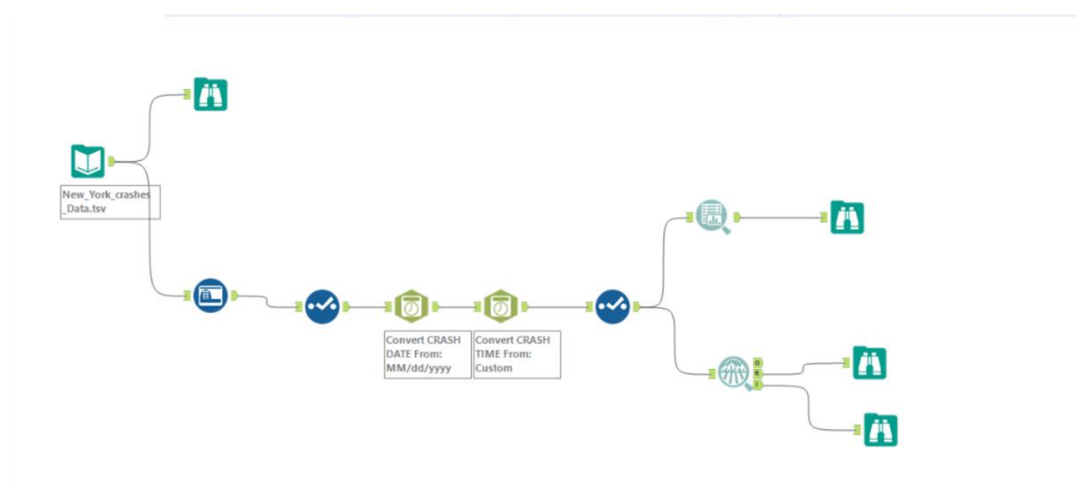 New_York_crashes
_Data.tsv
Convert CRASH
DATE From:
MM/dd/yyyy
Convert CRASH
TIME From:
Custom
O
R
I